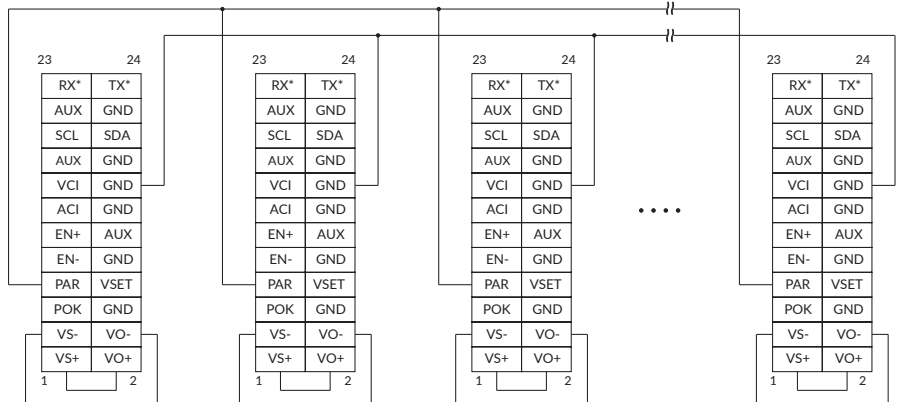 23 24 23 24 23 24 23 24
RX* TX* RX* TX* RX* TX* RX* TX*
AUX GND AUX GND AUX GND AUX GND
SCL SDA SCL SDA SCL SDA SCL SDA
AUX GND AUX GND AUX GND AUX GND
VCI GND VCI GND VCI GND VCI GND
ACI GND ACI GND ACI GND ACI GND
EN+ AUX EN+ AUX EN+ AUX EN+ AUX
EN- GND EN- GND EN- GND EN- GND
PAR VSET PAR VSET PAR VSET PAR VSET
POK GND POK GND POK GND POK GND
VS- VO- VS- VO- VS- VO- VS- VO-
VS+ VO+ VS+ VO+ VS+ VO+ VS+ VO+
1 2 1 2 1 2 1 2